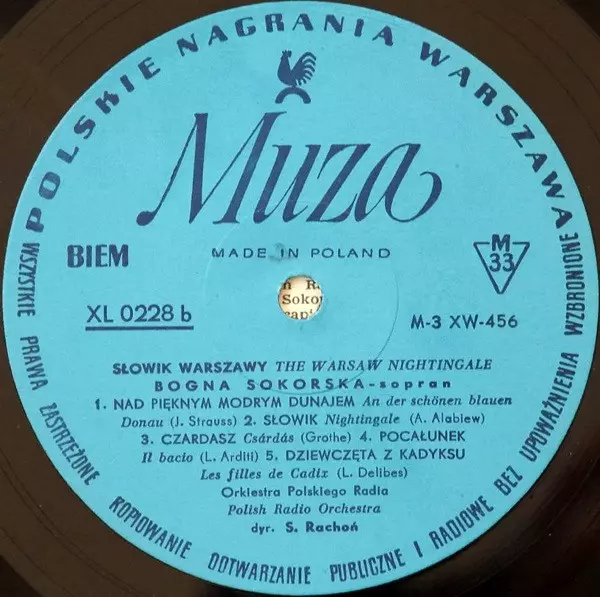 POLSKIE NAGRANIA WARSZAWA
Muza
MADE IN POLAND
BIEM
M
33
XL 0228 b
n R
Soko
cap
M-3 XW-456
SŁOWIK WARSZAWY THE WARSAW NIGHTINGALE
BOGNA SOKORSKA-sopran
1. NAD PIĘKNYM MODRYM DUNAJEM An der schönen blauen
Donau (J. Strauss) 2. SŁOWIK Nightingale (A. Alabiew)
3. CZARDASZ Csárdás (Grothe) 4. POCAŁUNEK
Il bacio (L. Arditi) 5. DZIEWCZĘTA Z KADYKSU
Les filles de Cadix (L. Delibes)
Orkiestra Polskiego Radia
Polish Radio Orchestra
dyr. S. Rachoń
WSZYSTKIE PRAWA ZASTRZEŻONE KOPIOWANIE ODTWARZANIE PUBLICZNE I RADIOWE BEZ UPOWAŻNIENIA WZBRONIONE